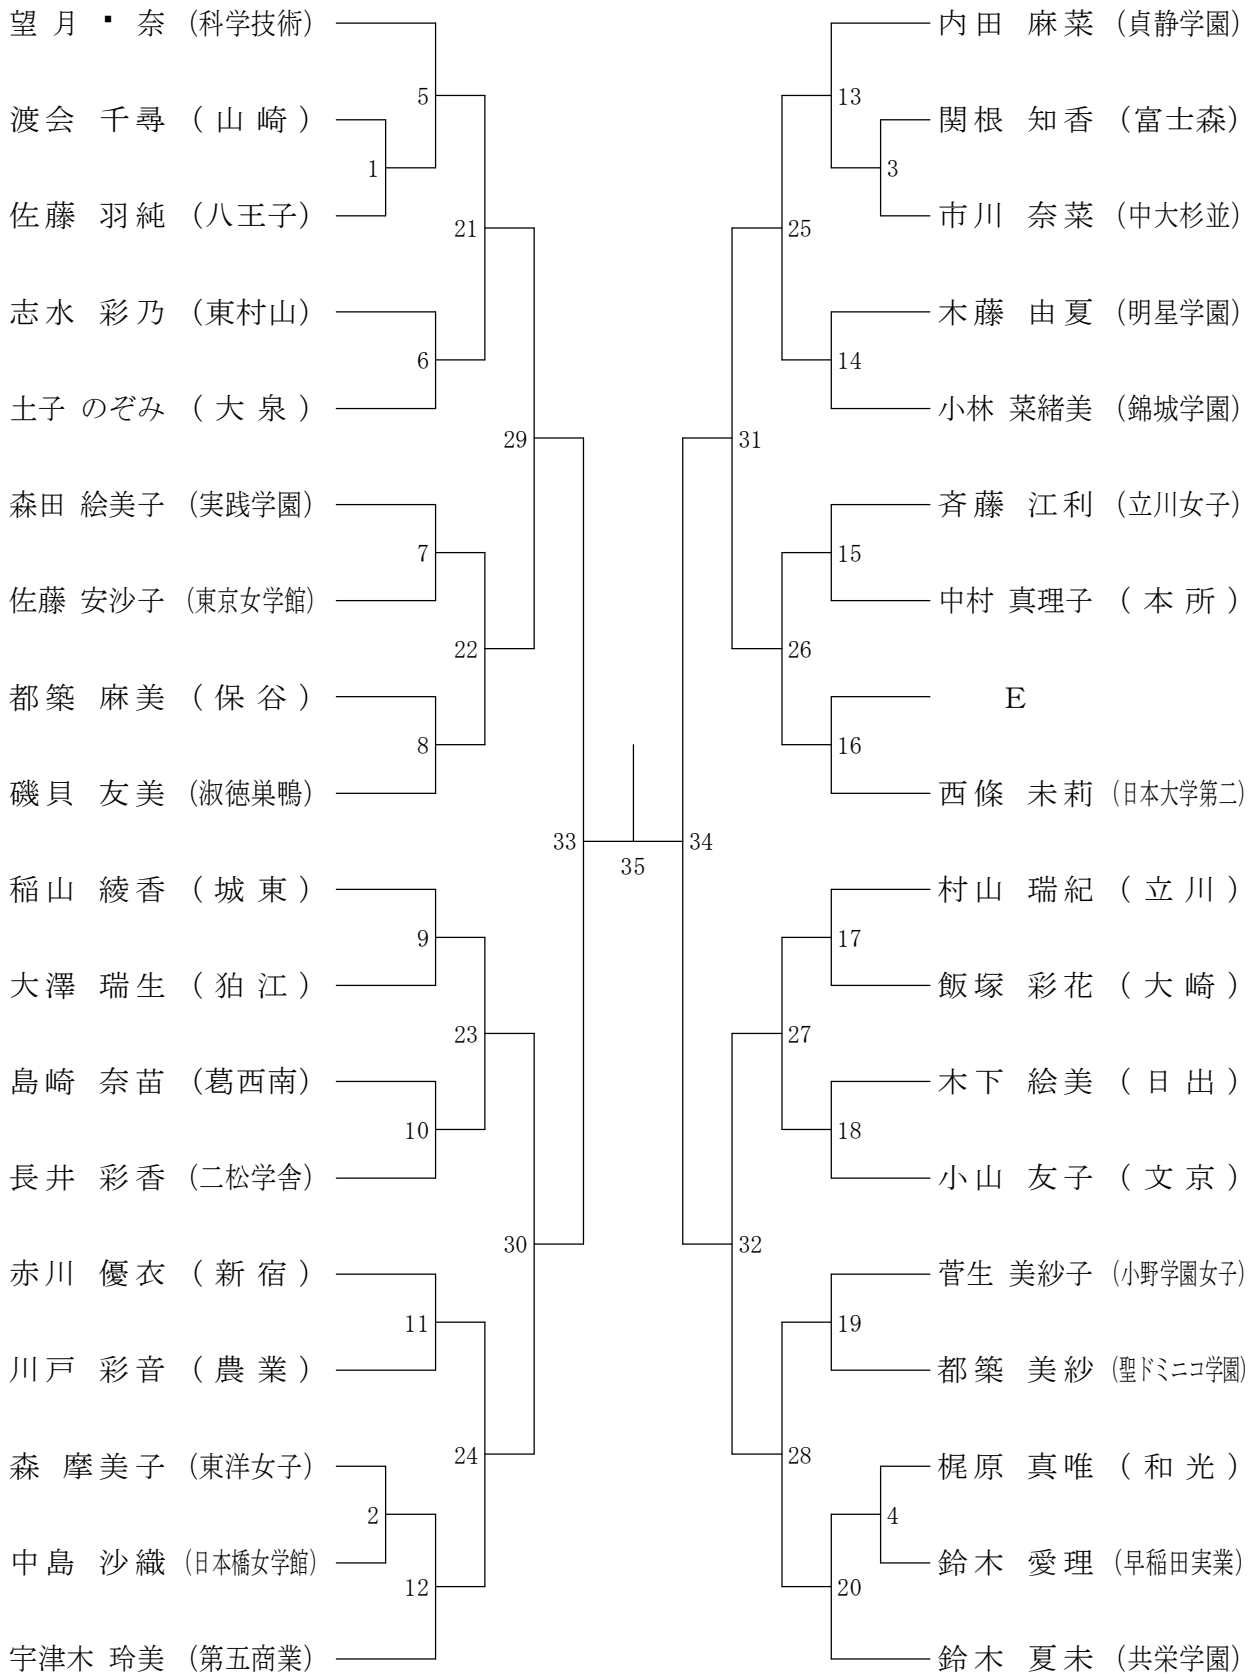 望月・奈 (科学技術)
5
渡会 千尋 (山崎)
1
佐藤 羽純 (八王子)
21
志水 彩乃 (東村山)
6
土子 のぞみ (大泉)
29
森田 絵美子 (実践学園)
7
佐藤 安沙子 (東京女学館)
22
都築 麻美 (保谷)
8
磯貝 友美 (淑徳巣鴨)
33
稲山 綾香 (城東)
9
大澤 瑞生 (狛江)
23
島崎 奈苗 (葛西南)
10
長井 彩香 (二松学舎)
30
赤川 優衣 (新宿)
11
川戸 彩音 (農業)
24
森 摩美子 (東洋女子)
2
中島 沙織 (日本橋女学館)
12
宇津木 玲美 (第五商業)
35
内田 麻菜 (貞静学園)
13
関根 知香 (富士森)
3
市川 奈菜 (中大杉並)
25
木藤 由夏 (明星学園)
14
小林 菜緒美 (錦城学園)
31
斉藤 江利 (立川女子)
15
中村 真理子 (本所)
26
E
16
西條 未莉 (日本大学第二)
34
村山 瑞紀 (立川)
17
飯塚 彩花 (大崎)
27
木下 絵美 (日出)
18
小山 友子 (文京)
32
菅生 美紗子 (小野学園女子)
19
都築 美紗 (聖ドミニコ学園)
28
梶原 真唯 (和光)
4
鈴木 愛理 (早稲田実業)
20
鈴木 夏未 (共栄学園)